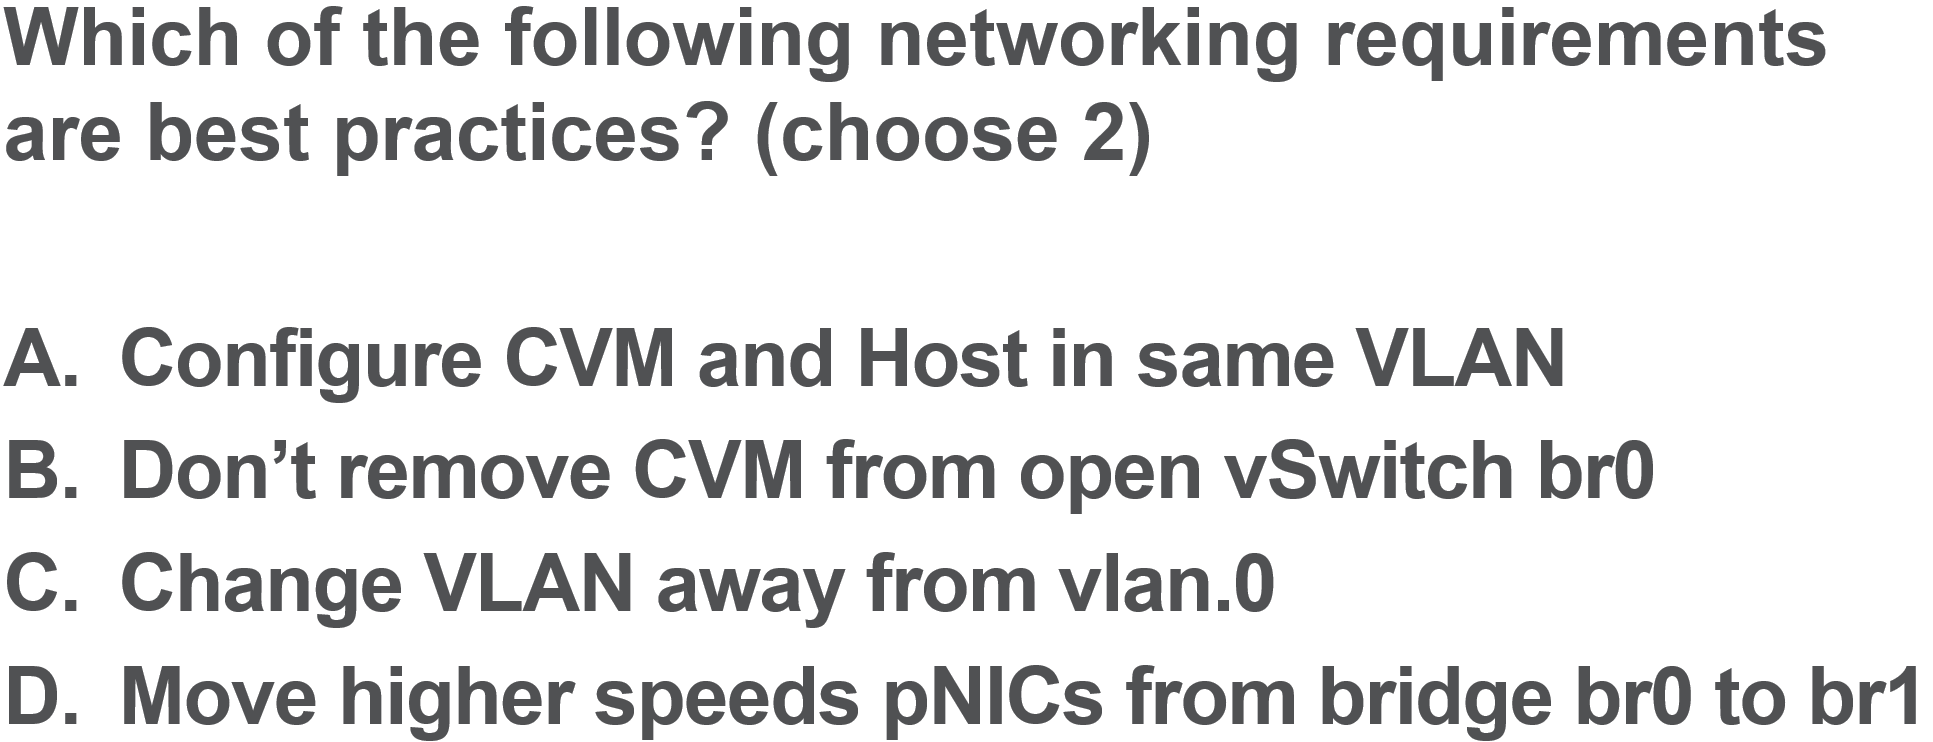 Which of the following networking requirements
are best practices? (choose 2)
A. Configure CVM and Host in same VLAN
B. Don’t remove CVM from open vSwitch br0
C. Change VLAN away from vlan.0
D. Move higher speeds pNICs from bridge br0 to br1